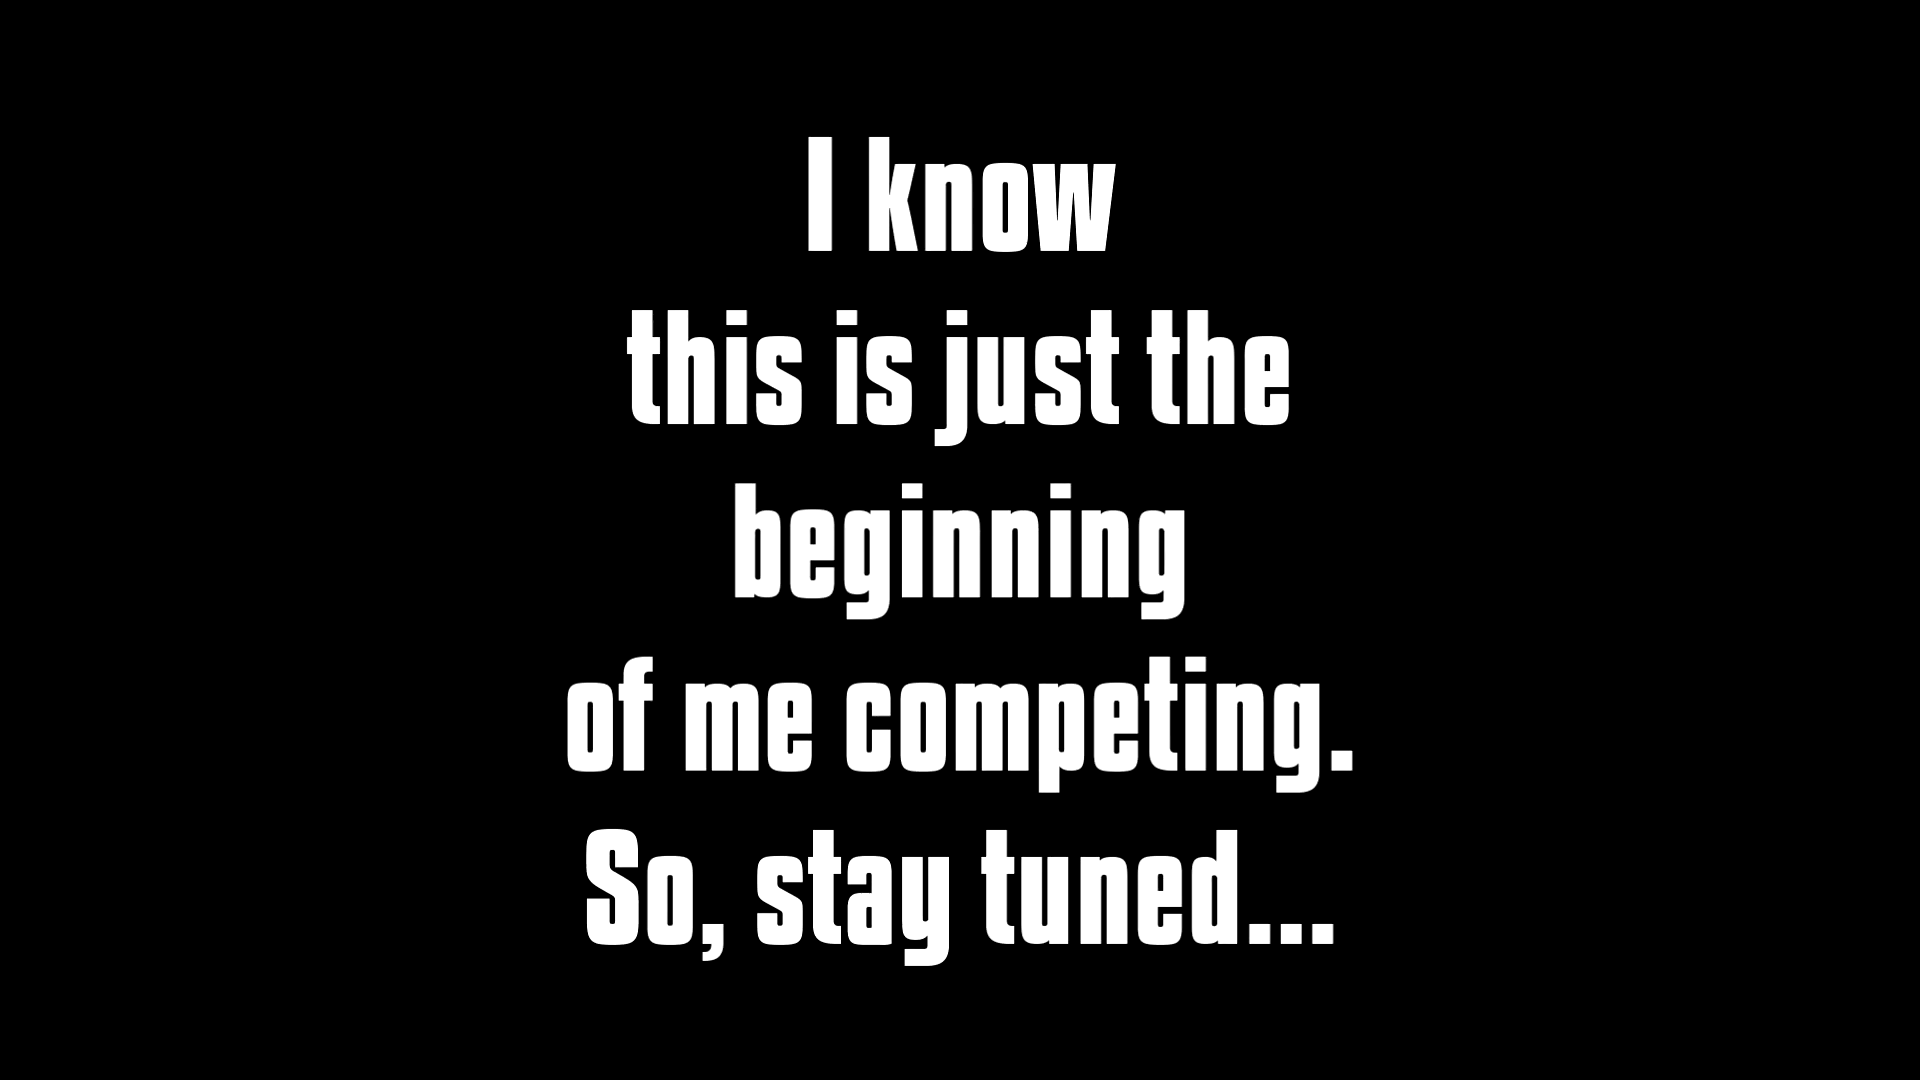 I know
this is just the
beginning
of me competing.
So, stay tuned...